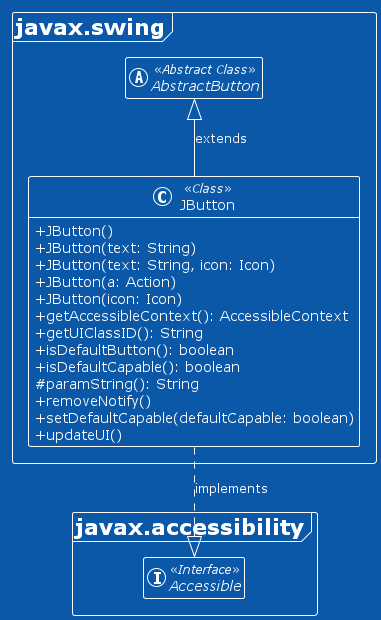 javax.swing
A
«Abstract Class»
AbstractButton
extends
C
«Class»
JButton
+JButton()
+JButton(text: String)
+JButton(text: String, icon: Icon)
+JButton(a: Action)
+JButton(icon: Icon)
+getAccessibleContext(): AccessibleContext
+getUIClassID(): String
+isDefaultButton(): boolean
+isDefaultCapable(): boolean
#paramString(): String
+removeNotify()
+setDefaultCapable(defaultCapable: boolean)
+updateUI()
implements
javax.accessibility
I
«Interface»
Accessible